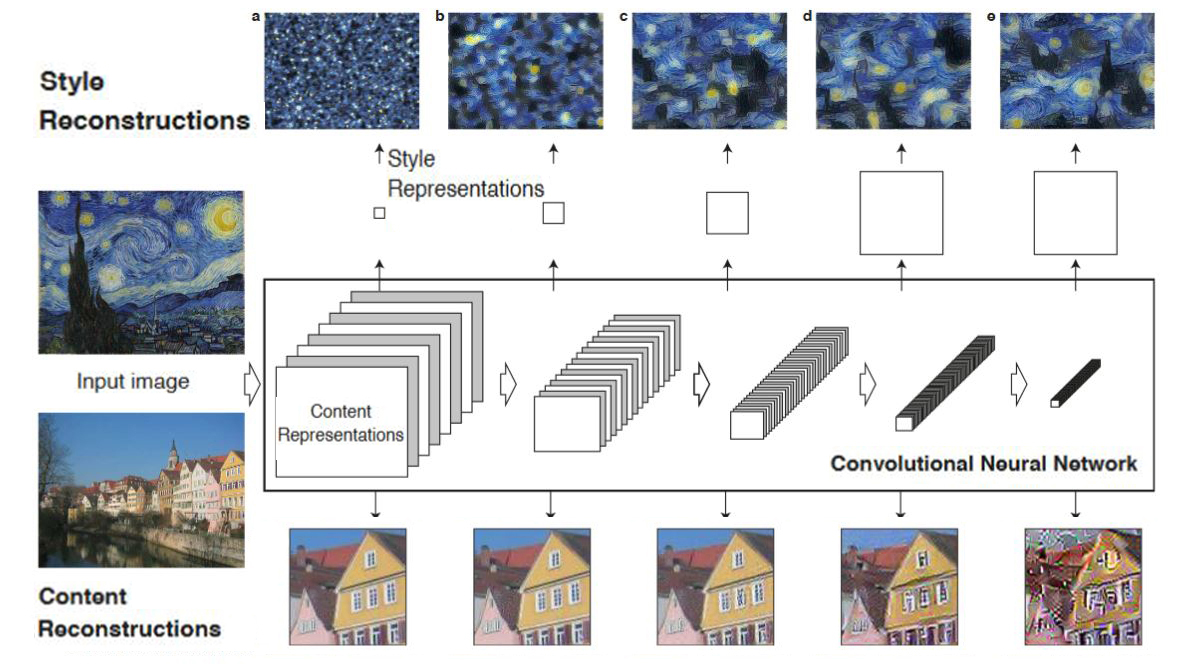 a b c d e
Style
Reconstructions
Style
Representations
Input image
Content
Representations
Convolutional Neural Network
Content
Reconstructions